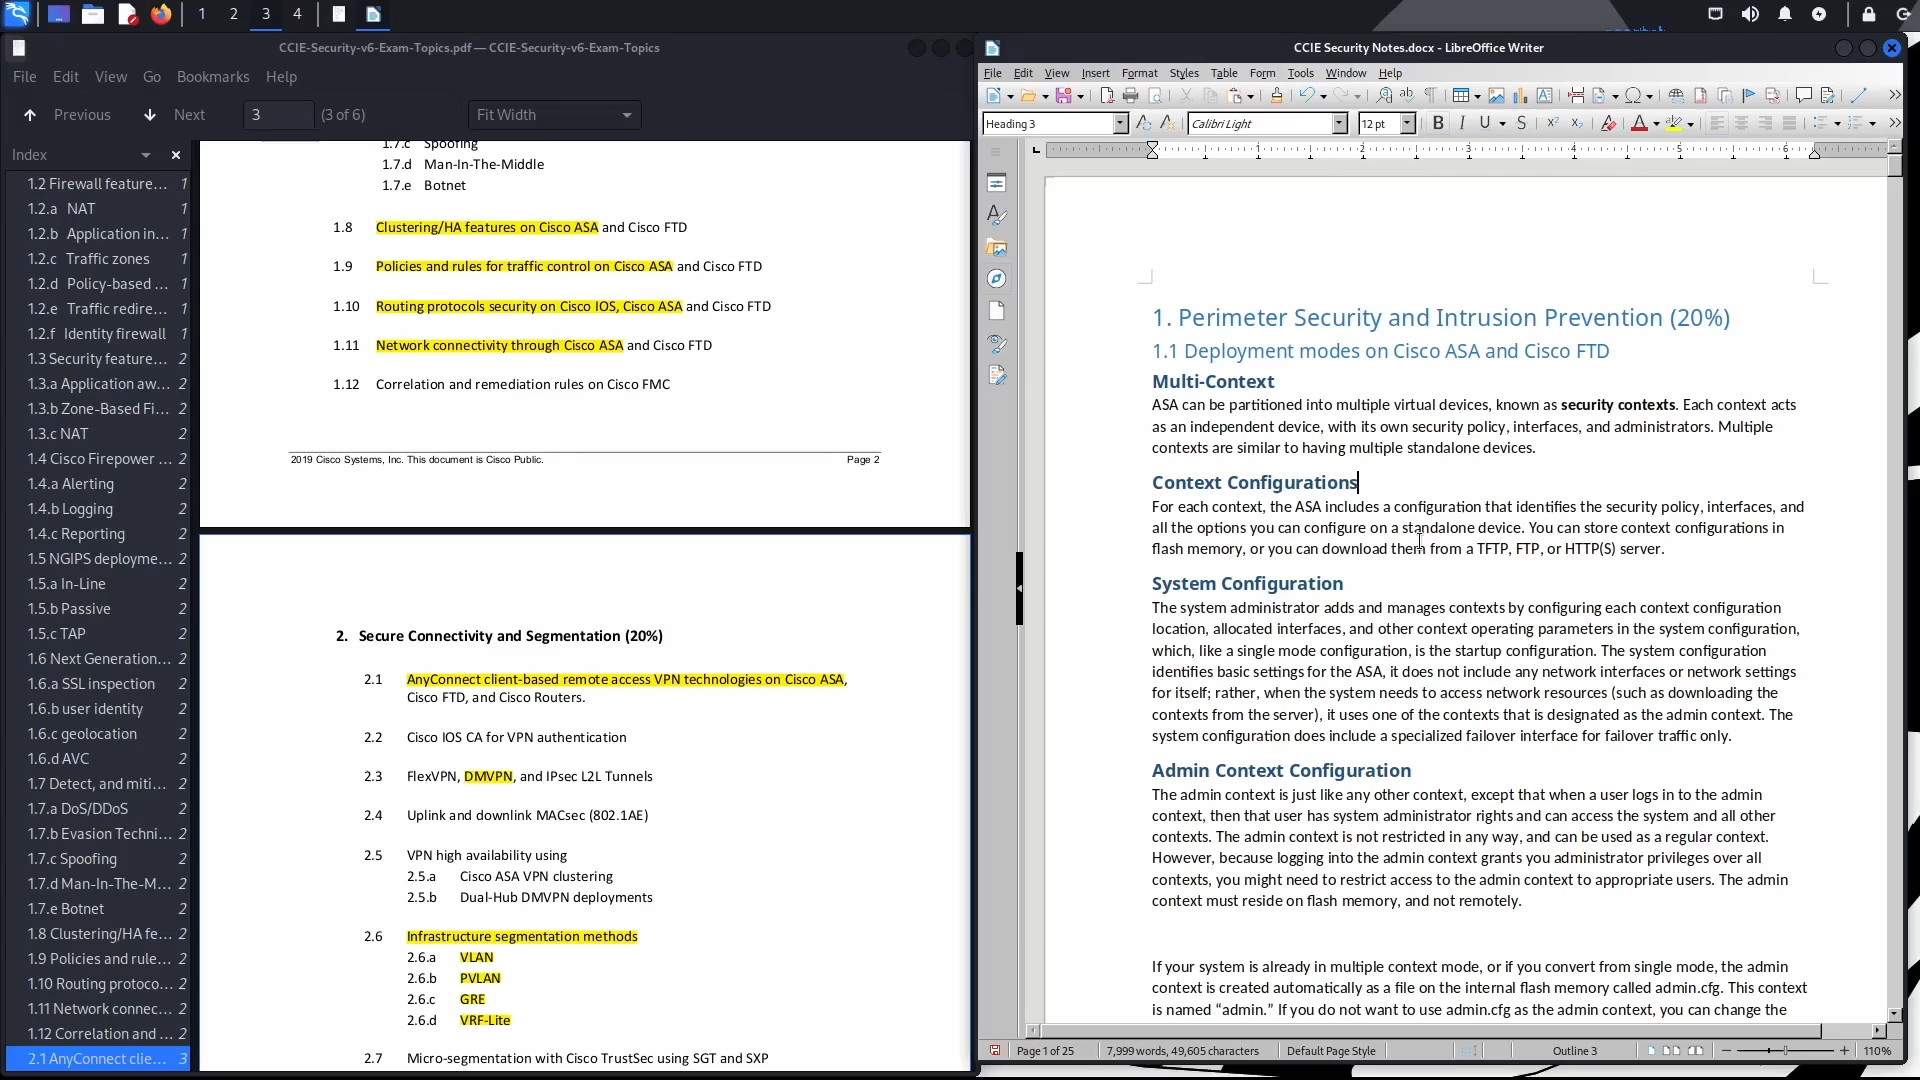 1 2 3 4
CCIE-Security-v6-Exam-Topics.pdf — CCIE-Security-v6-Exam-Topics
File Edit View Go Bookmarks Help
Previous Next 3 (3 of 6) Fit Width
Index
1.2 Firewall feature... 1
1.2.a NAT 1
1.2.b Application in... 1
1.2.c Traffic zones 1
1.2.d Policy-based ... 1
1.2.e Traffic redire... 1
1.2.f Identity firewall 1
1.3 Security feature... 2
1.3.a Application aw... 2
1.3.b Zone-Based Fi... 2
1.3.c NAT 2
1.4 Cisco Firepower ... 2
1.4.a Alerting 2
1.4.b Logging 2
1.4.c Reporting 2
1.5 NGIPS deployme... 2
1.5.a In-Line 2
1.5.b Passive 2
1.5.c TAP 2
1.6 Next Generation... 2
1.6.a SSL inspection 2
1.6.b user identity 2
1.6.c geolocation 2
1.6.d AVC 2
1.7 Detect, and miti... 2
1.7.a DoS/DDoS 2
1.7.b Evasion Techni... 2
1.7.c Spoofing 2
1.7.d Man-In-The-M... 2
1.7.e Botnet 2
1.8 Clustering/HA fe... 2
1.9 Policies and rule... 2
1.10 Routing protoco... 2
1.11 Network connec... 2
1.12 Correlation and ... 2
2.1 AnyConnect clie... 3
1.7.c Spoofing
1.7.d Man-In-The-Middle
1.7.e Botnet
1.8 Clustering/HA features on Cisco ASA and Cisco FTD
1.9 Policies and rules for traffic control on Cisco ASA and Cisco FTD
1.10 Routing protocols security on Cisco IOS, Cisco ASA and Cisco FTD
1.11 Network connectivity through Cisco ASA and Cisco FTD
1.12 Correlation and remediation rules on Cisco FMC
2019 Cisco Systems, Inc. This document is Cisco Public. Page 2
2. Secure Connectivity and Segmentation (20%)
2.1 AnyConnect client-based remote access VPN technologies on Cisco ASA,
Cisco FTD, and Cisco Routers.
2.2 Cisco IOS CA for VPN authentication
2.3 FlexVPN, DMVPN, and IPsec L2L Tunnels
2.4 Uplink and downlink MACsec (802.1AE)
2.5 VPN high availability using
2.5.a Cisco ASA VPN clustering
2.5.b Dual-Hub DMVPN deployments
2.6 Infrastructure segmentation methods
2.6.a VLAN
2.6.b PVLAN
2.6.c GRE
2.6.d VRF-Lite
2.7 Micro-segmentation with Cisco TrustSec using SGT and SXP
CCIE Security Notes.docx - LibreOffice Writer
File Edit View Insert Format Styles Table Form Tools Window Help
Heading 3 Calibri Light 12 pt B I U S
1 2 3 4 5 6
1. Perimeter Security and Intrusion Prevention (20%)
1.1 Deployment modes on Cisco ASA and Cisco FTD
Multi-Context
ASA can be partitioned into multiple virtual devices, known as security contexts. Each context acts
as an independent device, with its own security policy, interfaces, and administrators. Multiple
contexts are similar to having multiple standalone devices.
Context Configurations
For each context, the ASA includes a configuration that identifies the security policy, interfaces, and
all the options you can configure on a standalone device. You can store context configurations in
flash memory, or you can download them from a TFTP, FTP, or HTTP(S) server.
System Configuration
The system administrator adds and manages contexts by configuring each context configuration
location, allocated interfaces, and other context operating parameters in the system configuration,
which, like a single mode configuration, is the startup configuration. The system configuration
identifies basic settings for the ASA, it does not include any network interfaces or network settings
for itself; rather, when the system needs to access network resources (such as downloading the
contexts from the server), it uses one of the contexts that is designated as the admin context. The
system configuration does include a specialized failover interface for failover traffic only.
Admin Context Configuration
The admin context is just like any other context, except that when a user logs in to the admin
context, then that user has system administrator rights and can access the system and all other
contexts. The admin context is not restricted in any way, and can be used as a regular context.
However, because logging into the admin context grants you administrator privileges over all
contexts, you might need to restrict access to the admin context to appropriate users. The admin
context must reside on flash memory, and not remotely.
If your system is already in multiple context mode, or if you convert from single mode, the admin
context is created automatically as a file on the internal flash memory called admin.cfg. This context
is named “admin.” If you do not want to use admin.cfg as the admin context, you can change the
Page 1 of 25 7,999 words, 49,605 characters Default Page Style Outline 3 110%